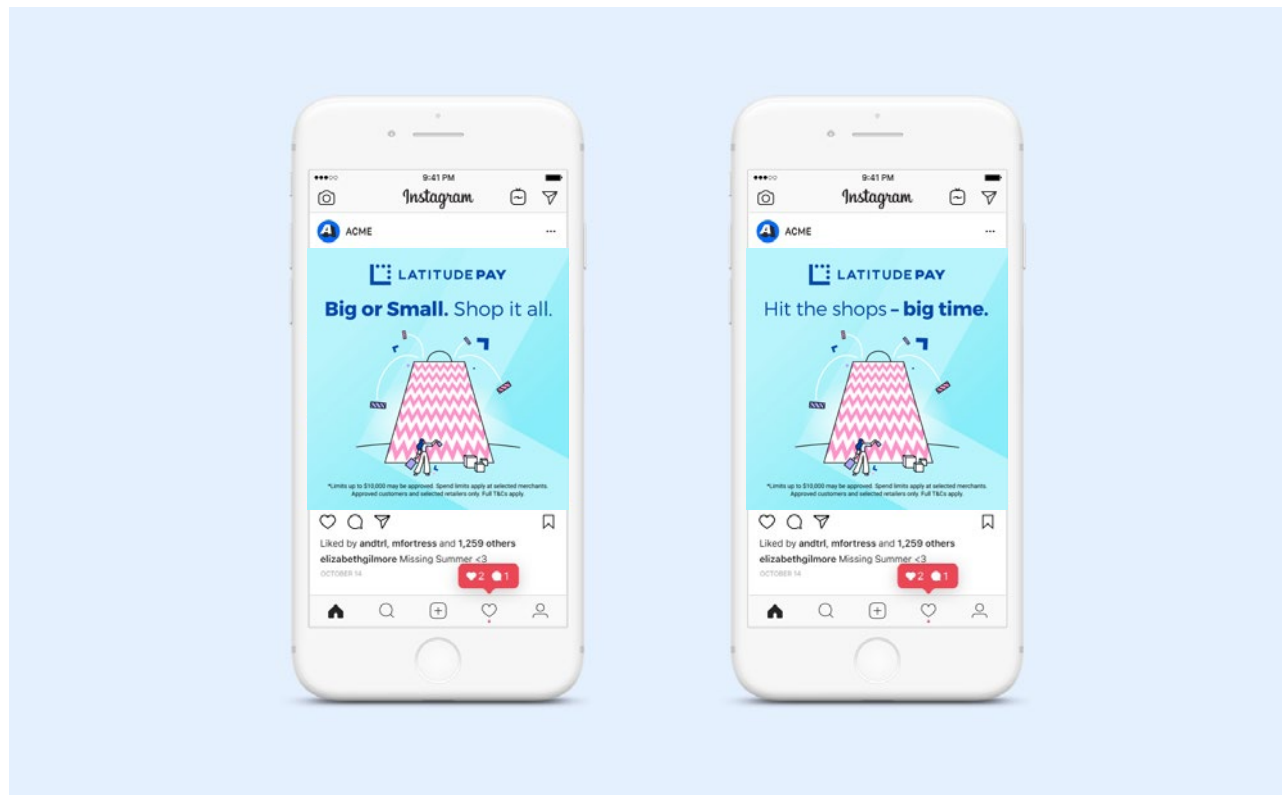 9:41 PM
Instagram
ACME
LATITUDE PAY
Big or Small. Shop it all.
*Limits up to $10,000 may be approved. Spend limits apply at selected merchants.
Approved customers and selected retailers only. Full T&Cs apply.
Liked by andtrl, mfortress and 1,259 others
elizabethgilmore Missing Summer <3
OCTOBER 14
2 1
9:41 PM
Instagram
ACME
LATITUDE PAY
Hit the shops – big time.
*Limits up to $10,000 may be approved. Spend limits apply at selected merchants.
Approved customers and selected retailers only. Full T&Cs apply.
Liked by andtrl, mfortress and 1,259 others
elizabethgilmore Missing Summer <3
OCTOBER 14
2 1